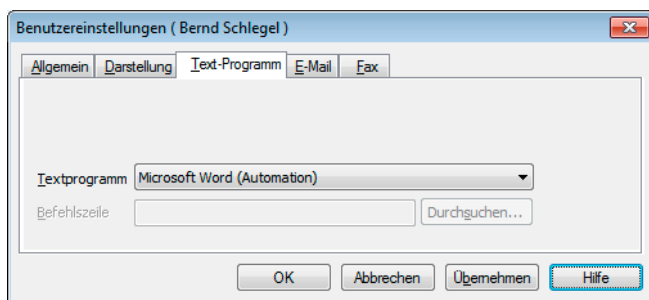 Benutzereinstellungen ( Bernd Schlegel )
Allgemein Darstellung Text-Programm E-Mail Fax
Textprogramm Microsoft Word (Automation)
Befehlszeile Durchsuchen...
OK Abbrechen Übernehmen Hilfe